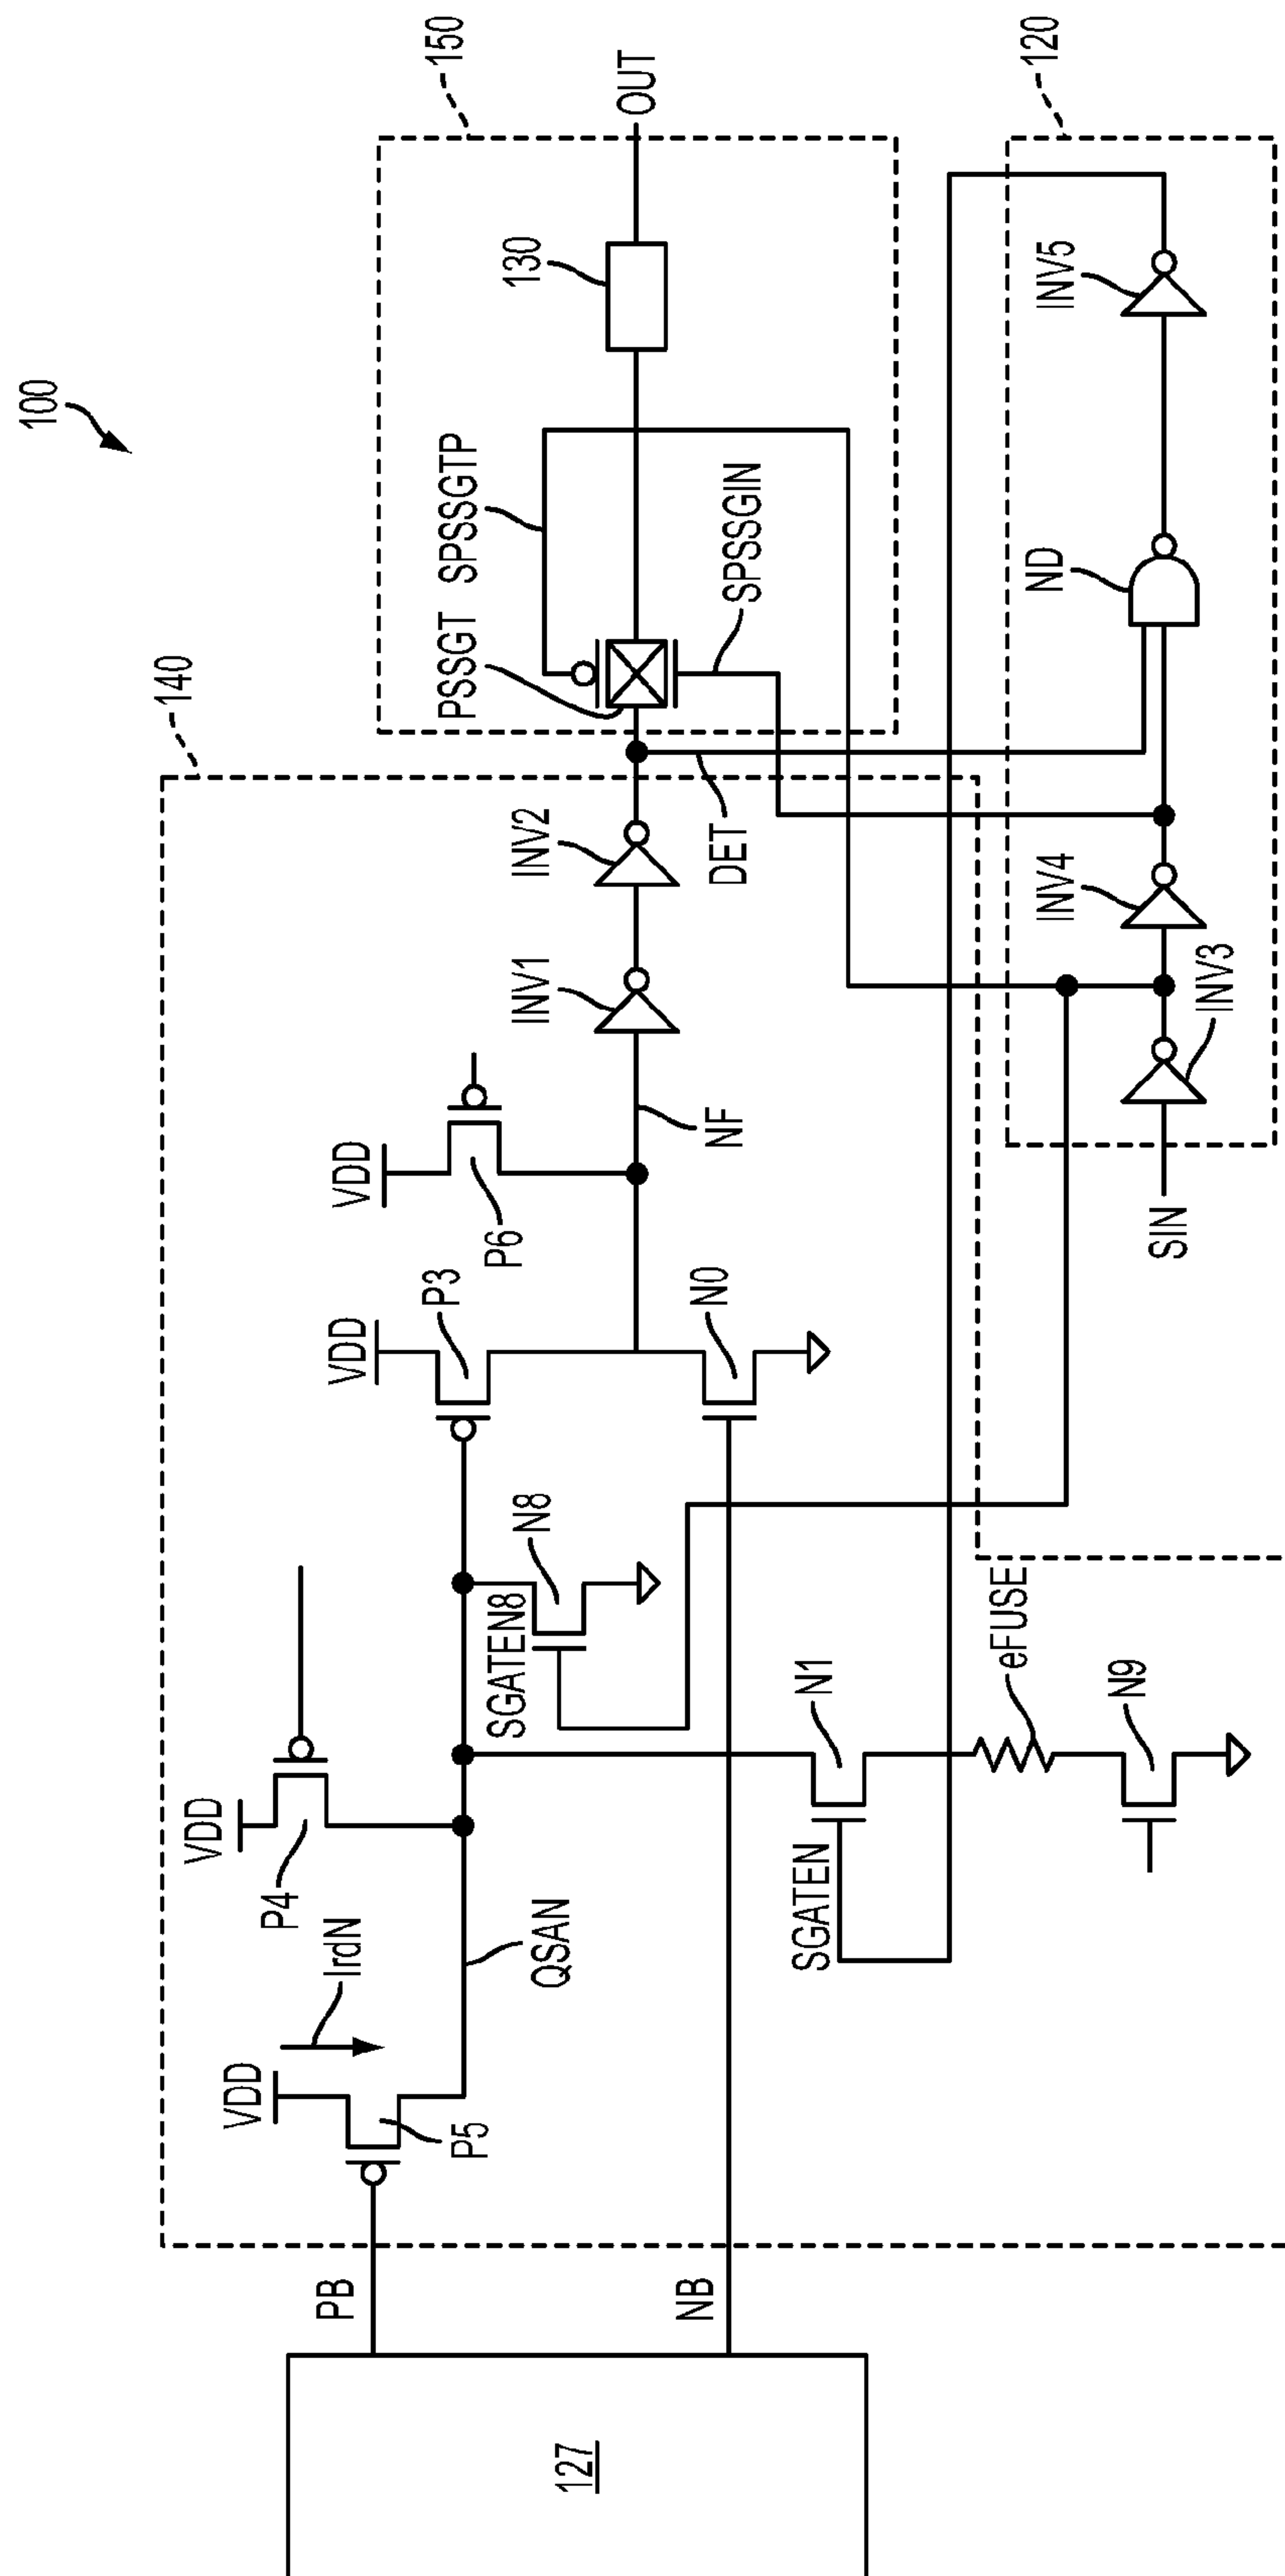 100
140
150
120
VDD
P5
IrdN
VDD
P4
QSAN
SGATEN8
N8
VDD
P3
N0
VDD
P6
NF
INV1
INV2
DET
PSSGT
SPSSGTP
SPSSGIN
130
OUT
PB
NB
127
SGATEN
N1
eFUSE
N9
SIN
INV3
INV4
ND
INV5